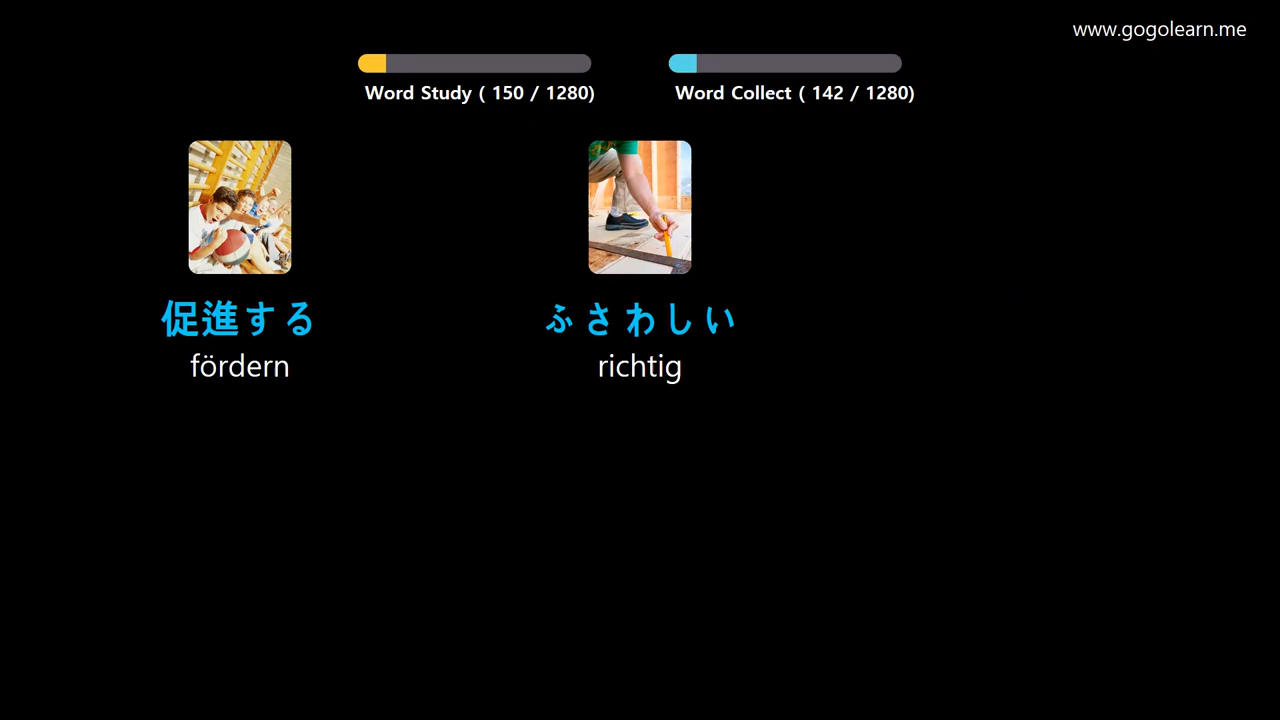 www.gogolearn.me
Word Study ( 150 / 1280)
Word Collect ( 142 / 1280)
促進する
fördern
ふさわしい
richtig